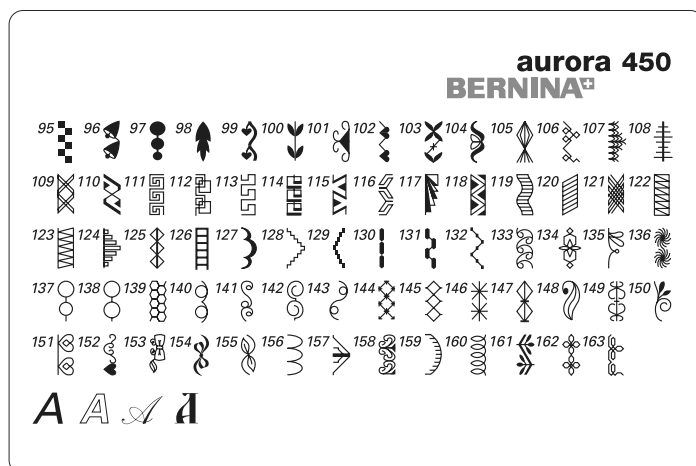 aurora 450
BERNINA
95 96 97 98 99 100 101 102 103 104 105 106 107 108
109 110 111 112 113 114 115 116 117 118 119 120 121 122
123 124 125 126 127 128 129 130 131 132 133 134 135 136
137 138 139 140 141 142 143 144 145 146 147 148 149 150
151 152 153 154 155 156 157 158 159 160 161 162 163
A A A A